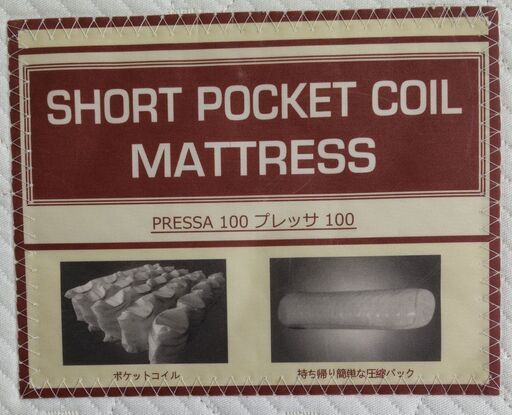 SHORT POCKET COIL
MATTRESS
PRESSA 100 プレッサ 100
ポケットコイル
持ち帰り簡単な圧縮パック